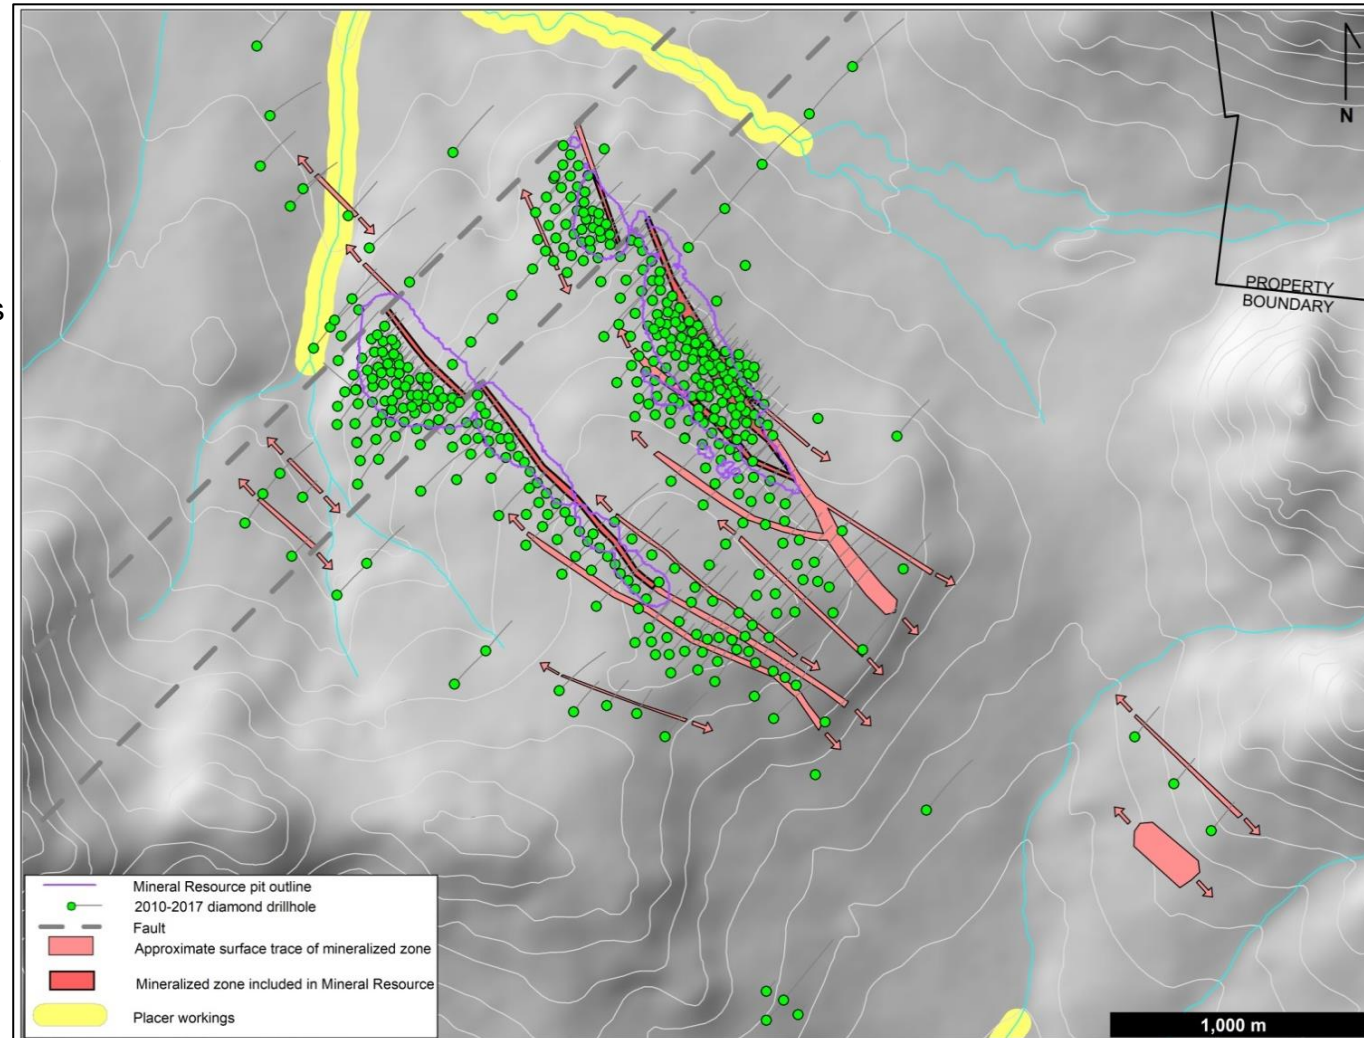 N
PROPERTY
BOUNDARY
s
Mineral Resource pit outline
2010-2017 diamond drillhole
Fault
Approximate surface trace of mineralized zone
Mineralized zone included in Mineral Resource
Placer workings
1,000 m